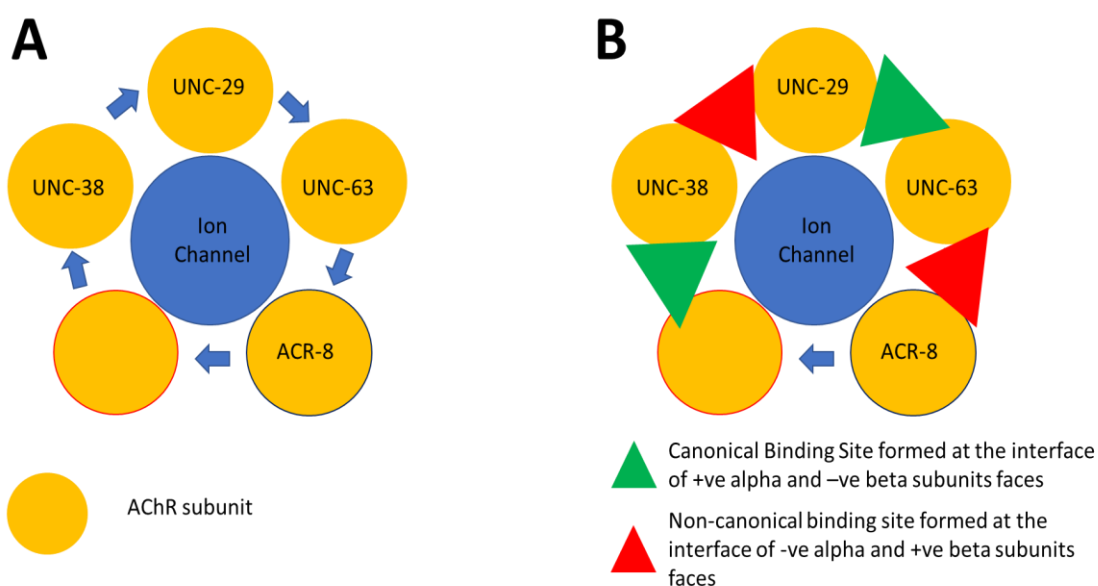 A
UNC-29
UNC-38
UNC-63
Ion
Channel
ACR-8
AChR subunit
B
UNC-29
UNC-38
UNC-63
Ion
Channel
ACR-8
Canonical Binding Site formed at the interface
of +ve alpha and –ve beta subunits faces
Non-canonical binding site formed at the
interface of -ve alpha and +ve beta subunits
faces